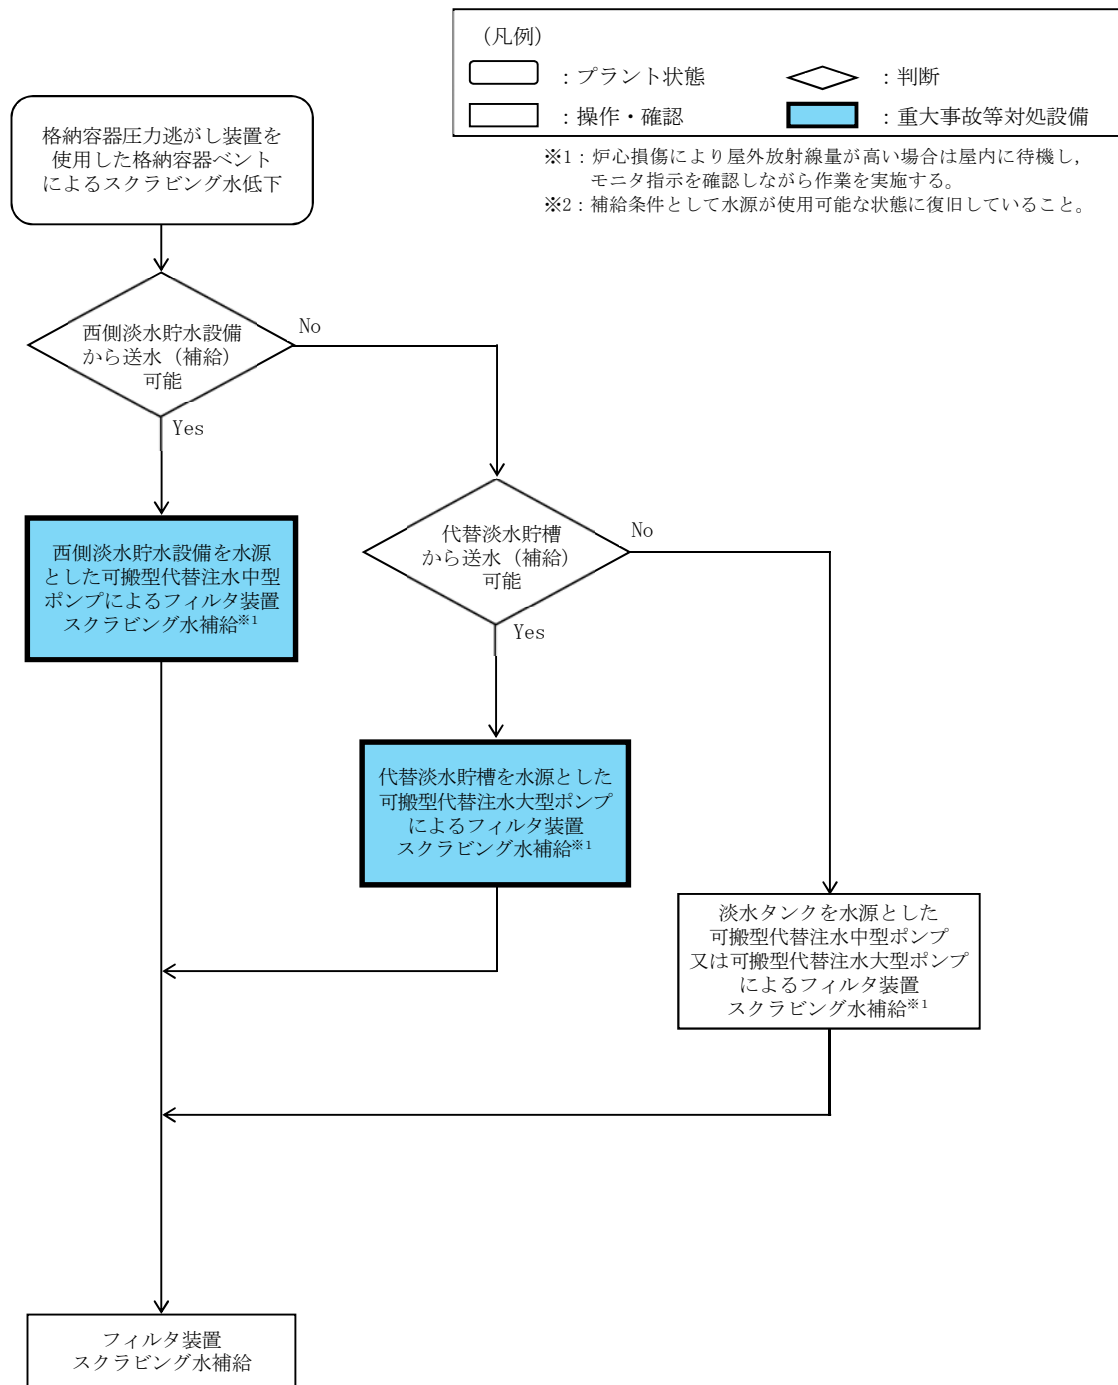 (凡例)
：プラント状態
：判断
：操作・確認
：重大事故等対処設備
※1：炉心損傷により屋外放射線量が高い場合は屋内に待機し，
モニタ指示を確認しながら作業を実施する。
※2：補給条件として水源が使用可能な状態に復旧していること。
格納容器圧力逃がし装置を
使用した格納容器ベント
によるスクラビング水低下
西側淡水貯水設備
から送水（補給）
可能
No
Yes
代替淡水貯槽
から送水（補給）
可能
No
Yes
西側淡水貯水設備を水源
とした可搬型代替注水中型
ポンプによるフィルタ装置
スクラビング水補給※1
代替淡水貯槽を水源とした
可搬型代替注水大型ポンプ
によるフィルタ装置
スクラビング水補給※1
淡水タンクを水源とした
可搬型代替注水中型ポンプ
又は可搬型代替注水大型ポンプ
によるフィルタ装置
スクラビング水補給※1
フィルタ装置
スクラビング水補給